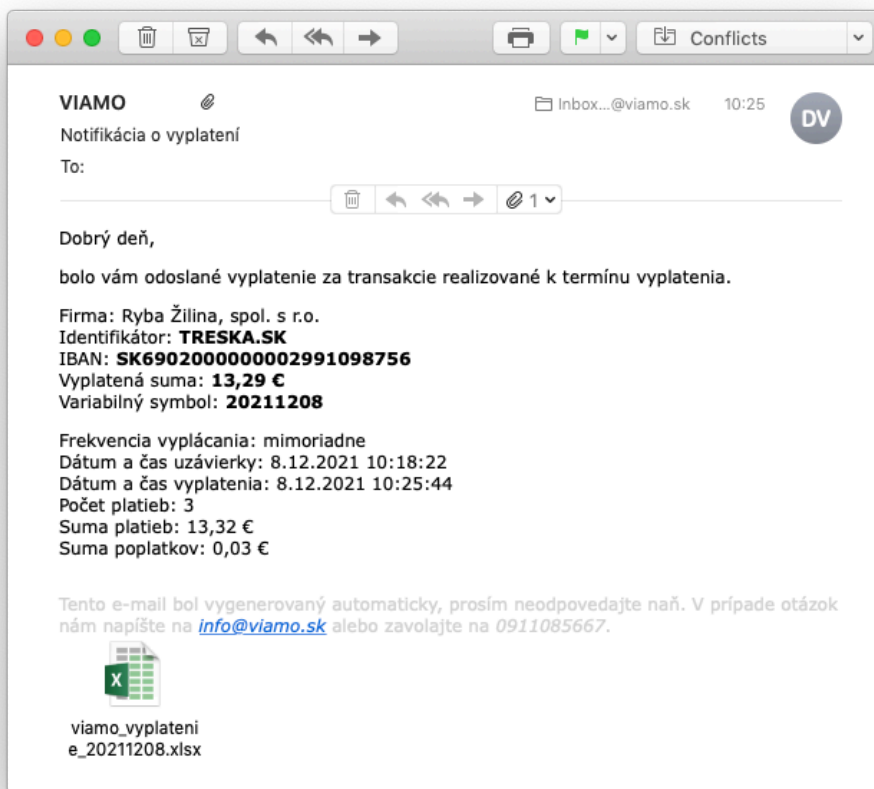 Conflicts
VIAMO
Inbox...@viamo.sk 10:25
DV
Notifikácia o vyplatení
To:
1
Dobrý deň,
bolo vám odoslané vyplatenie za transakcie realizované k termínu vyplatenia.
Firma: Ryba Žilina, spol. s r.o.
Identifikátor: TRESKA.SK
IBAN: SK6902000000002991098756
Vyplatená suma: 13,29 €
Variabilný symbol: 20211208
Frekvencia vyplácania: mimoriadne
Dátum a čas uzávierky: 8.12.2021 10:18:22
Dátum a čas vyplatenia: 8.12.2021 10:25:44
Počet platieb: 3
Suma platieb: 13,32 €
Suma poplatkov: 0,03 €
Tento e-mail bol vygenerovaný automaticky, prosím neodpovedajte naň. V prípade otázok
nám napíšte na info@viamo.sk alebo zavolajte na 0911085667.
X
viamo_vyplateni
e_20211208.xlsx